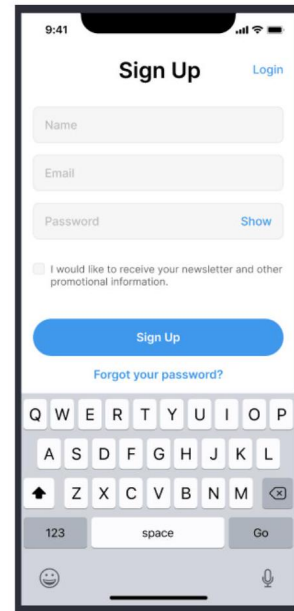 9:41
Sign Up
Login
Name
Email
Password
Show
I would like to receive your newsletter and other
promotional information.
Sign Up
Forgot your password?
Q W E R T Y U I O P
A S D F G H J K L
Z X C V B N M
123 space Go